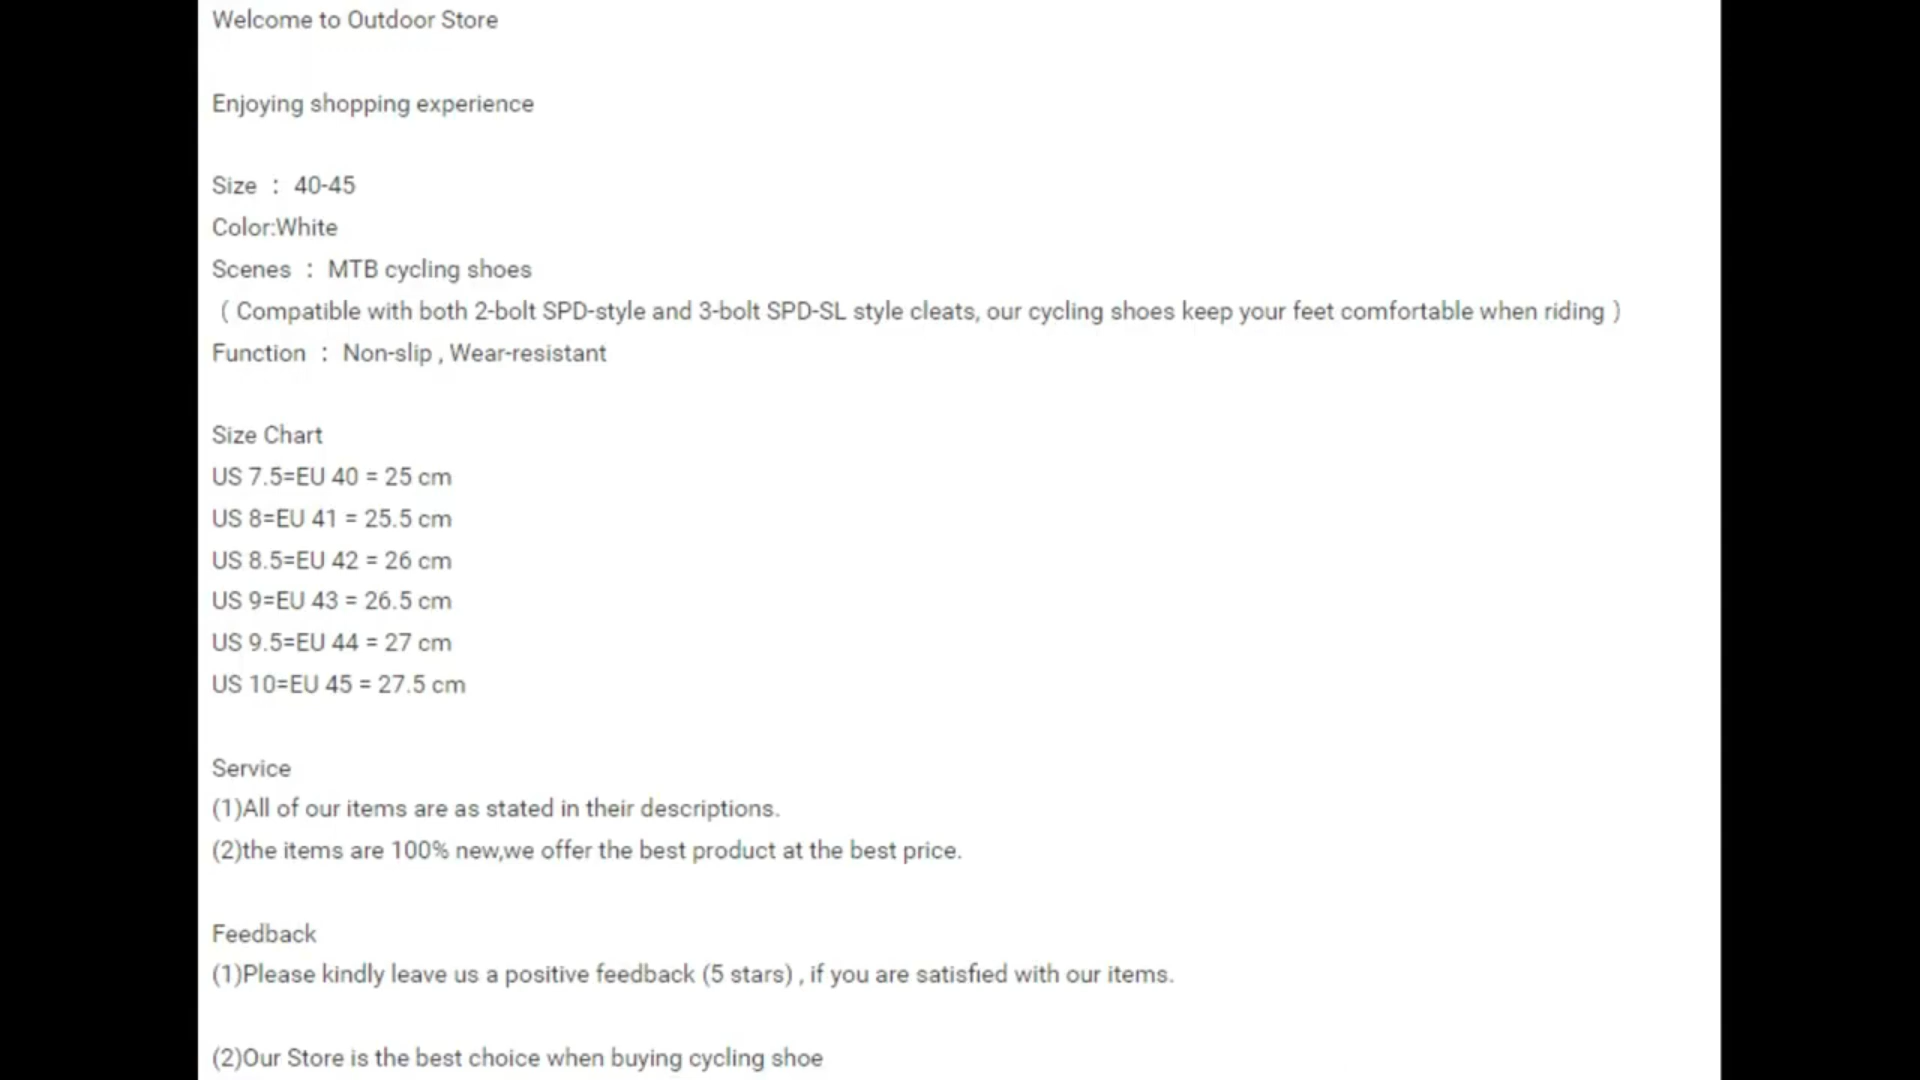 Welcome to Outdoor Store
Enjoying shopping experience
Size ： 40-45
Color:White
Scenes ： MTB cycling shoes
（ Compatible with both 2-bolt SPD-style and 3-bolt SPD-SL style cleats, our cycling shoes keep your feet comfortable when riding ）
Function ： Non-slip , Wear-resistant
Size Chart
US 7.5=EU 40 = 25 cm
US 8=EU 41 = 25.5 cm
US 8.5=EU 42 = 26 cm
US 9=EU 43 = 26.5 cm
US 9.5=EU 44 = 27 cm
US 10=EU 45 = 27.5 cm
Service
(1)All of our items are as stated in their descriptions.
(2)the items are 100% new,we offer the best product at the best price.
Feedback
(1)Please kindly leave us a positive feedback (5 stars) , if you are satisfied with our items.
(2)Our Store is the best choice when buying cycling shoe